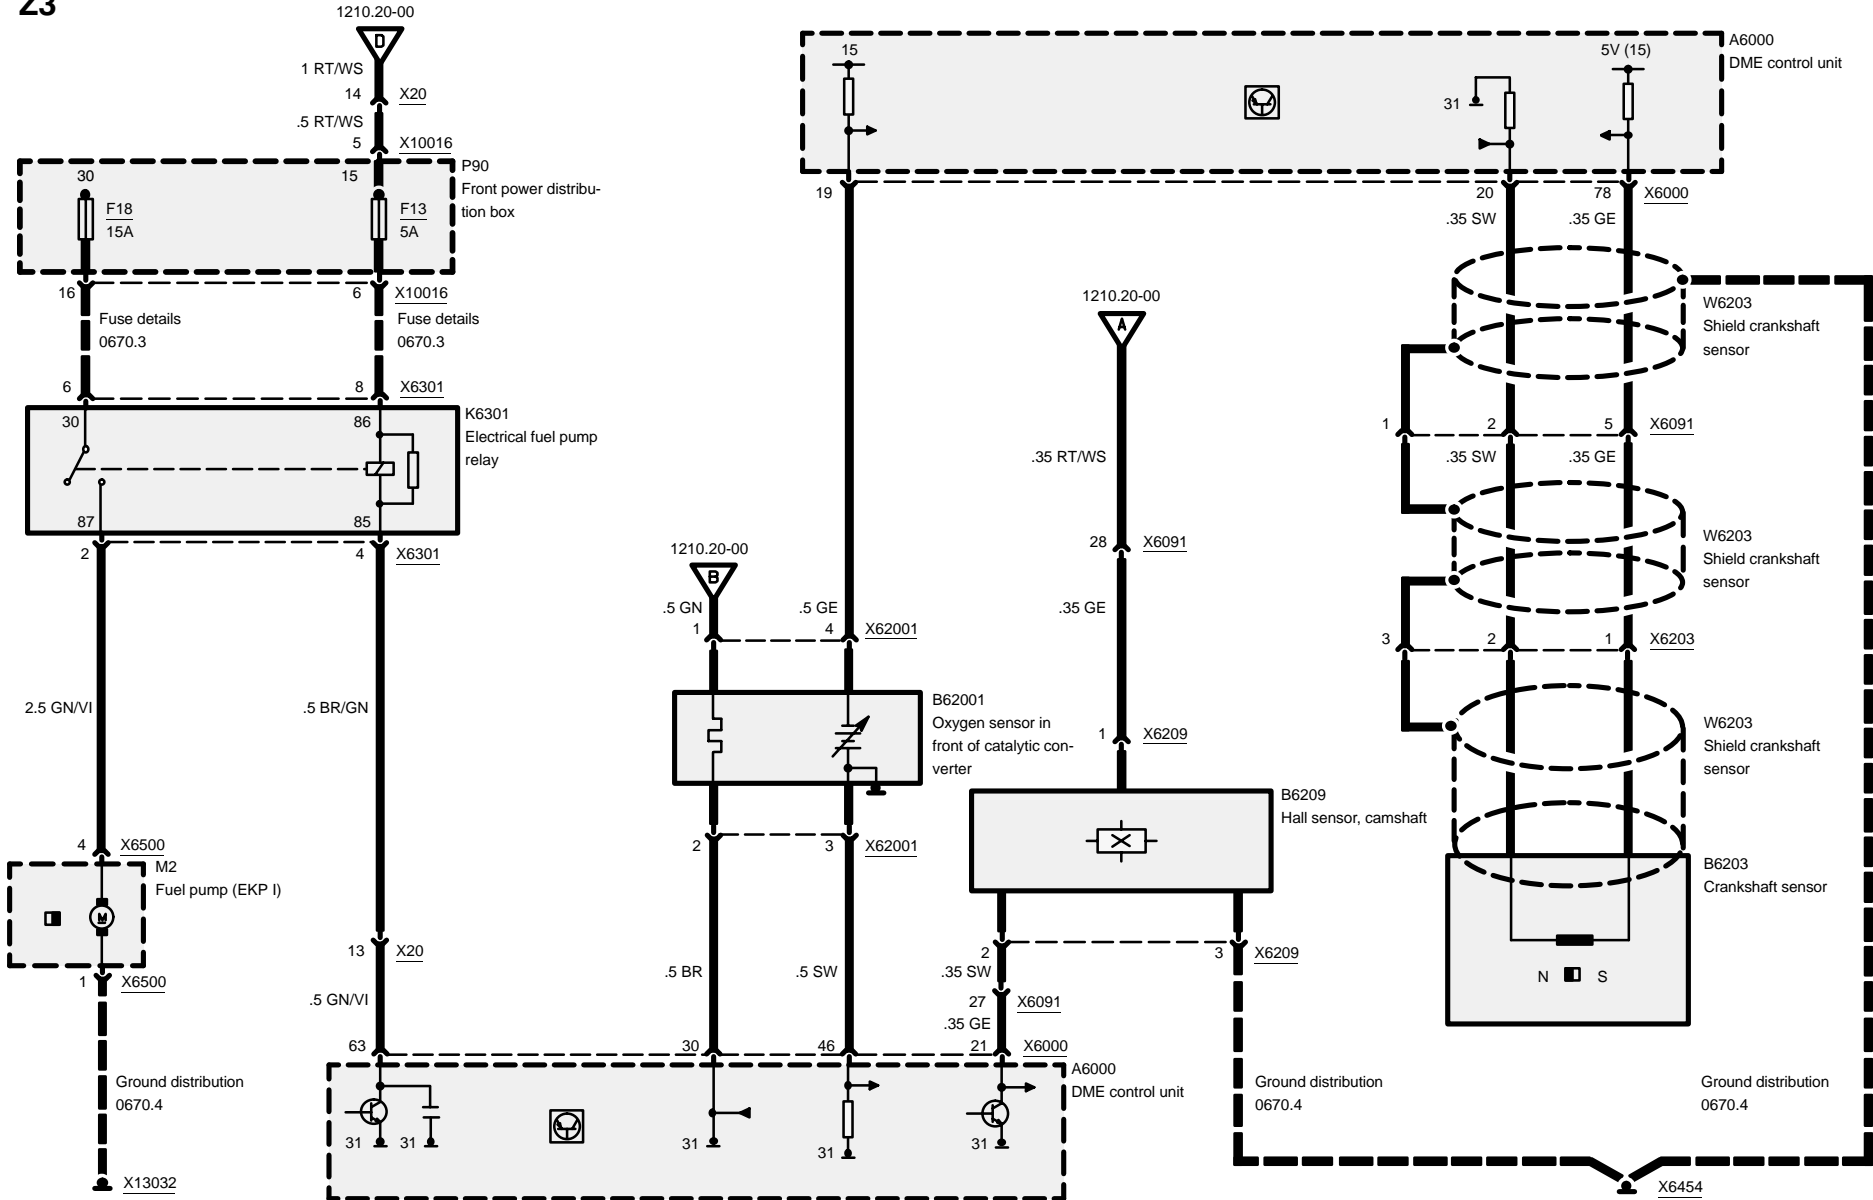 Z3
1210.20-00
D
1 RT/WS
14
X20
.5 RT/WS
5
X10016
P90
Front power distribu-
tion box
30
15
F18
15A
F13
5A
16
6
X10016
Fuse details
0670.3
Fuse details
0670.3
6
8
X6301
K6301
Electrical fuel pump
relay
30
86
87
85
2
4
X6301
2.5 GN/VI
.5 BR/GN
4
X6500
M2
Fuel pump (EKP I)
M
1
X6500
13
X20
.5 GN/VI
63
Ground distribution
0670.4
X13032
1210.20-00
B
.5 GN
.5 GE
1
4
X62001
B62001
Oxygen sensor in
front of catalytic con-
verter
2
3
X62001
.5 BR
.5 SW
30
46
21
X6000
A6000
DME control unit
31
31
31
31
31
A6000
DME control unit
15
31
5V (15)
19
20
78
X6000
.35 SW
.35 GE
1210.20-00
A
.35 RT/WS
28
X6091
.35 GE
1
X6209
B6209
Hall sensor, camshaft
2
3
X6209
.35 SW
27
X6091
.35 GE
W6203
Shield crankshaft
sensor
1
2
5
X6091
.35 SW
.35 GE
W6203
Shield crankshaft
sensor
3
2
1
X6203
W6203
Shield crankshaft
sensor
B6203
Crankshaft sensor
N
S
Ground distribution
0670.4
Ground distribution
0670.4
X6454